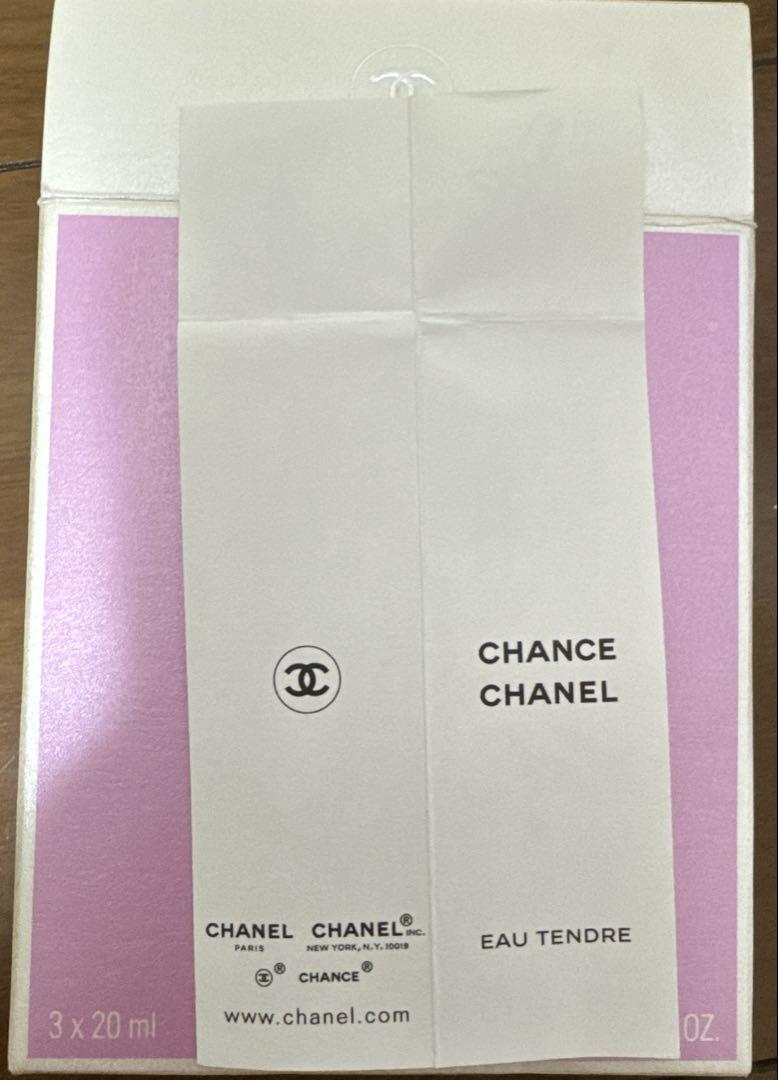 CHANCE
CHANEL
CHANEL CHANEL® INC.
PARIS NEW YORK, N.Y. 10019
® CHANCE®
www.chanel.com
EAU TENDRE
3 x 20 ml
OZ.